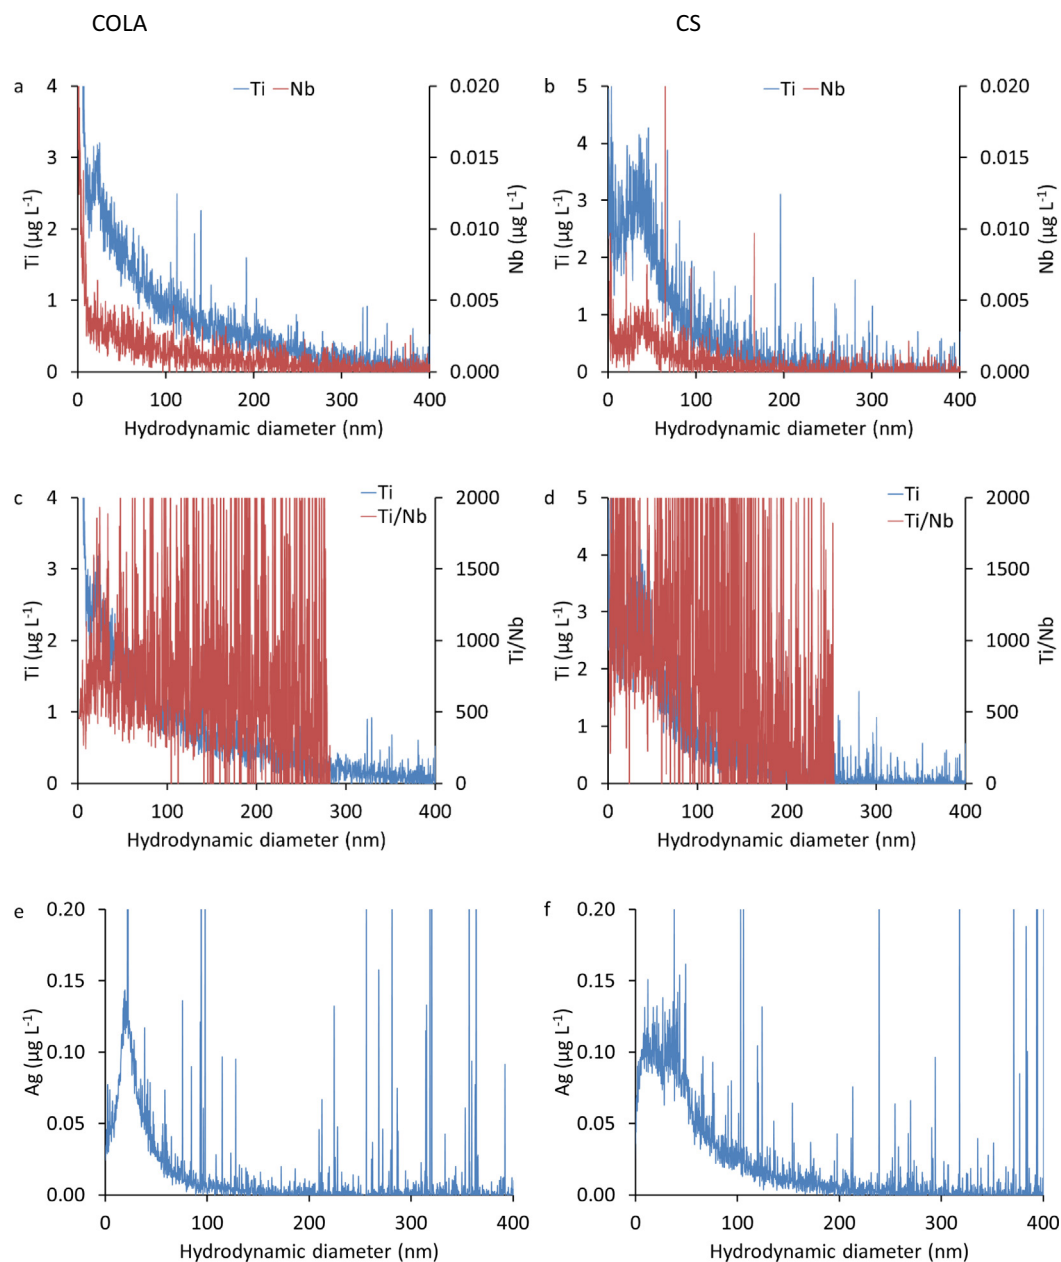 COLA CS
a Ti Nb b Ti Nb
4 0.020 5 0.020
3 0.015 4 0.015
3
2 0.010 0.010
2
1 0.005 1 0.005
0 0.000 0 0.000
Ti (µg L-1) Nb (µg L-1) Ti (µg L-1) Nb (µg L-1)
0 100 200 300 400 0 100 200 300 400
Hydrodynamic diameter (nm) Hydrodynamic diameter (nm)
c Ti Ti/Nb d Ti Ti/Nb
4 2000 5 2000
3 1500 4 1500
3
2 1000 1000
2
1 500 1 500
0 0 0 0
Ti (µg L-1) Ti/Nb Ti (µg L-1) Ti/Nb
0 100 200 300 400 0 100 200 300 400
Hydrodynamic diameter (nm) Hydrodynamic diameter (nm)
e f
0.20 0.20
0.15 0.15
0.10 0.10
0.05 0.05
0.00 0.00
Ag (µg L-1) Ag (µg L-1)
0 100 200 300 400 0 100 200 300 400
Hydrodynamic diameter (nm) Hydrodynamic diameter (nm)